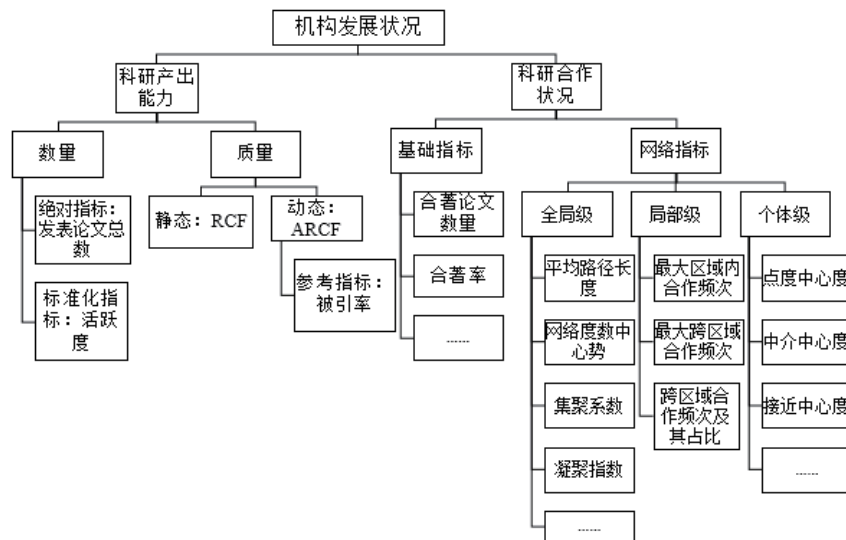 机构发展状况
科研产出
能力
科研合作
状况
数量
质量
基础指标
网络指标
绝对指标：
发表论文总
数
静态：RCF
动态：
ARCF
合著论文
数量
全局级
局部级
个体级
标准化指
标：活跃
度
参考指标：
被引率
合著率
......
平均路径长
度
网络度数中
心势
集聚系数
凝聚指数
......
最大区域内
合作频次
最大跨区域
合作频次
跨区域合
作频次及
其占比
点度中心度
中介中心度
接近中心度
......